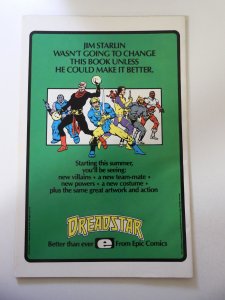 JIM STARLIN
WASN'T GOING TO CHANGE
THIS BOOK UNLESS
HE COULD MAKE IT BETTER.
Starting this summer,
you'll be seeing:
new villains • a new team-mate •
new powers • a new costume •
plus the same great artwork and action
DREADSTAR
Better than ever e From Epic Comics